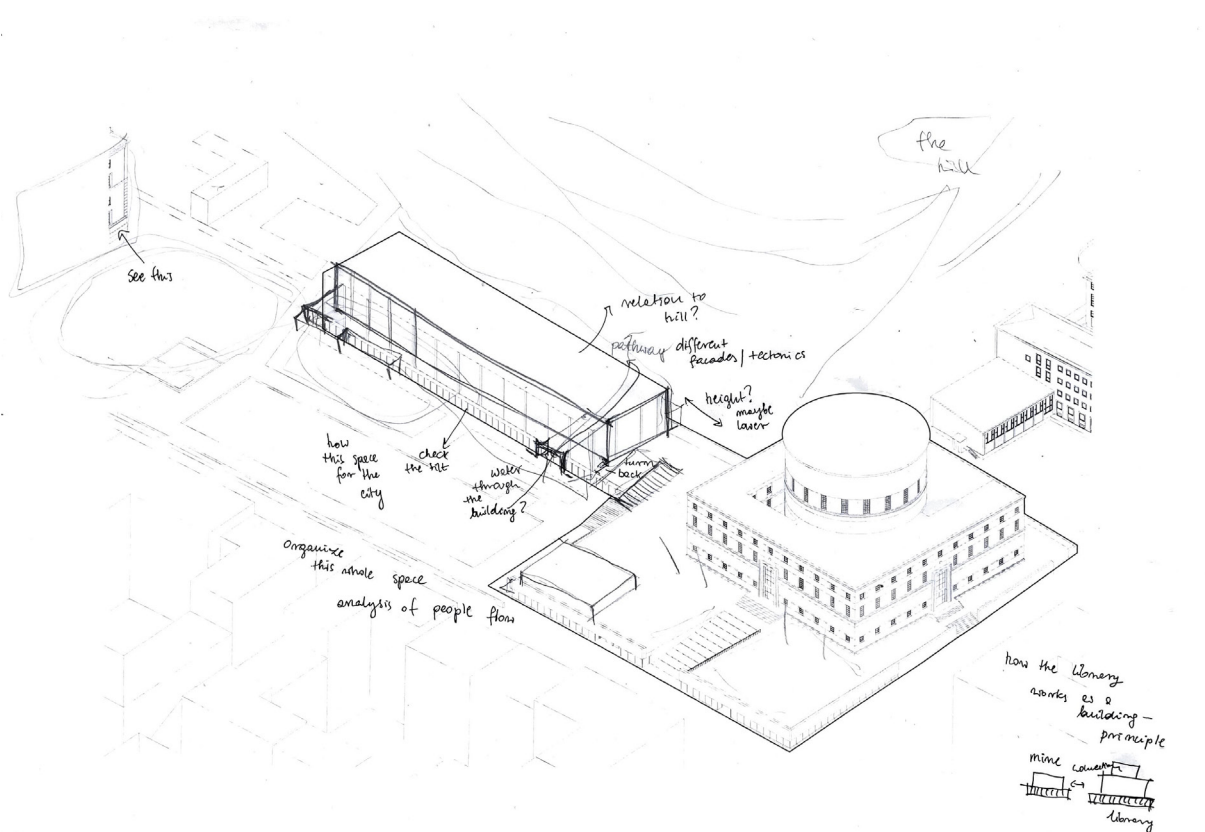 the
hill
see this
relation to
hill?
pathway different
facades / tectonics
height?
maybe
lower
how
this space
for the
city
check
the tilt
water
through
the
building?
turn
back
organize
this whole space
analysis of people flow
how the library
works as a
building –
principle
mine
connection
library